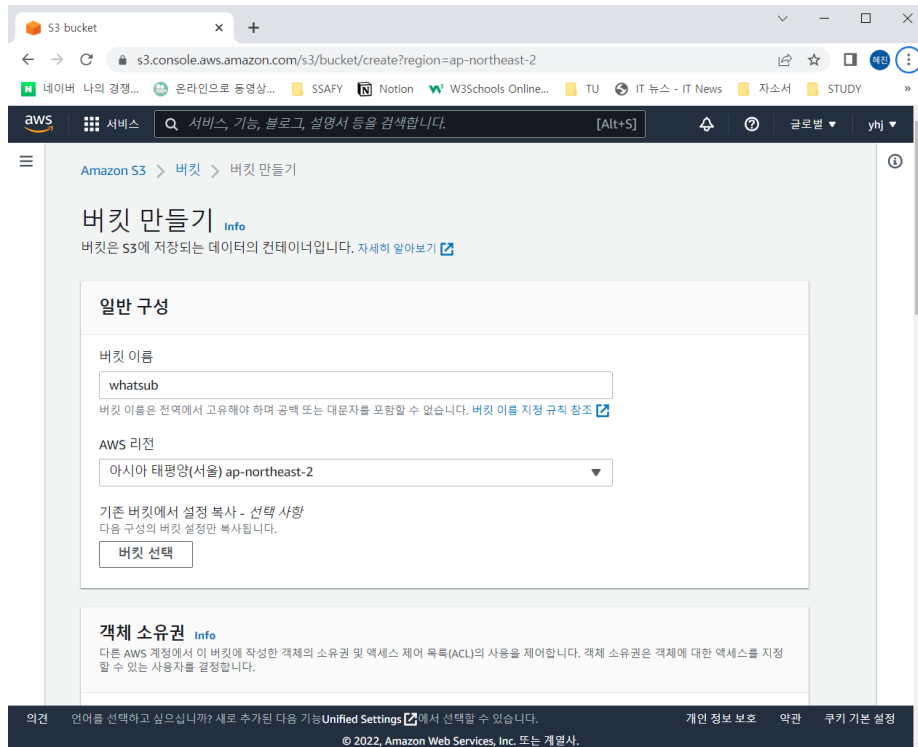 S3 bucket
s3.console.aws.amazon.com/s3/bucket/create?region=ap-northeast-2
혜진
네이버 나의 경쟁... 온라인으로 동영상... SSAFY Notion W3Schools Online... TU IT 뉴스 - IT News 자소서 STUDY »
aws 서비스 서비스, 기능, 블로그, 설명서 등을 검색합니다. [Alt+S] 글로벌 ▼ yhj ▼
Amazon S3 > 버킷 > 버킷 만들기
버킷 만들기 Info
버킷은 S3에 저장되는 데이터의 컨테이너입니다. 자세히 알아보기
일반 구성
버킷 이름
whatsub
버킷 이름은 전역에서 고유해야 하며 공백 또는 대문자를 포함할 수 없습니다. 버킷 이름 지정 규칙 참조
AWS 리전
아시아 태평양(서울) ap-northeast-2
기존 버킷에서 설정 복사 - 선택 사항
다음 구성의 버킷 설정만 복사됩니다.
버킷 선택
객체 소유권 Info
다른 AWS 계정에서 이 버킷에 작성한 객체의 소유권 및 액세스 제어 목록(ACL)의 사용을 제어합니다. 객체 소유권은 객체에 대한 액세스를 지정
할 수 있는 사용자를 결정합니다.
의견 언어를 선택하고 싶으십니까? 새로 추가된 다음 기능Unified Settings에서 선택할 수 있습니다. 개인 정보 보호 약관 쿠키 기본 설정
© 2022, Amazon Web Services, Inc. 또는 계열사.